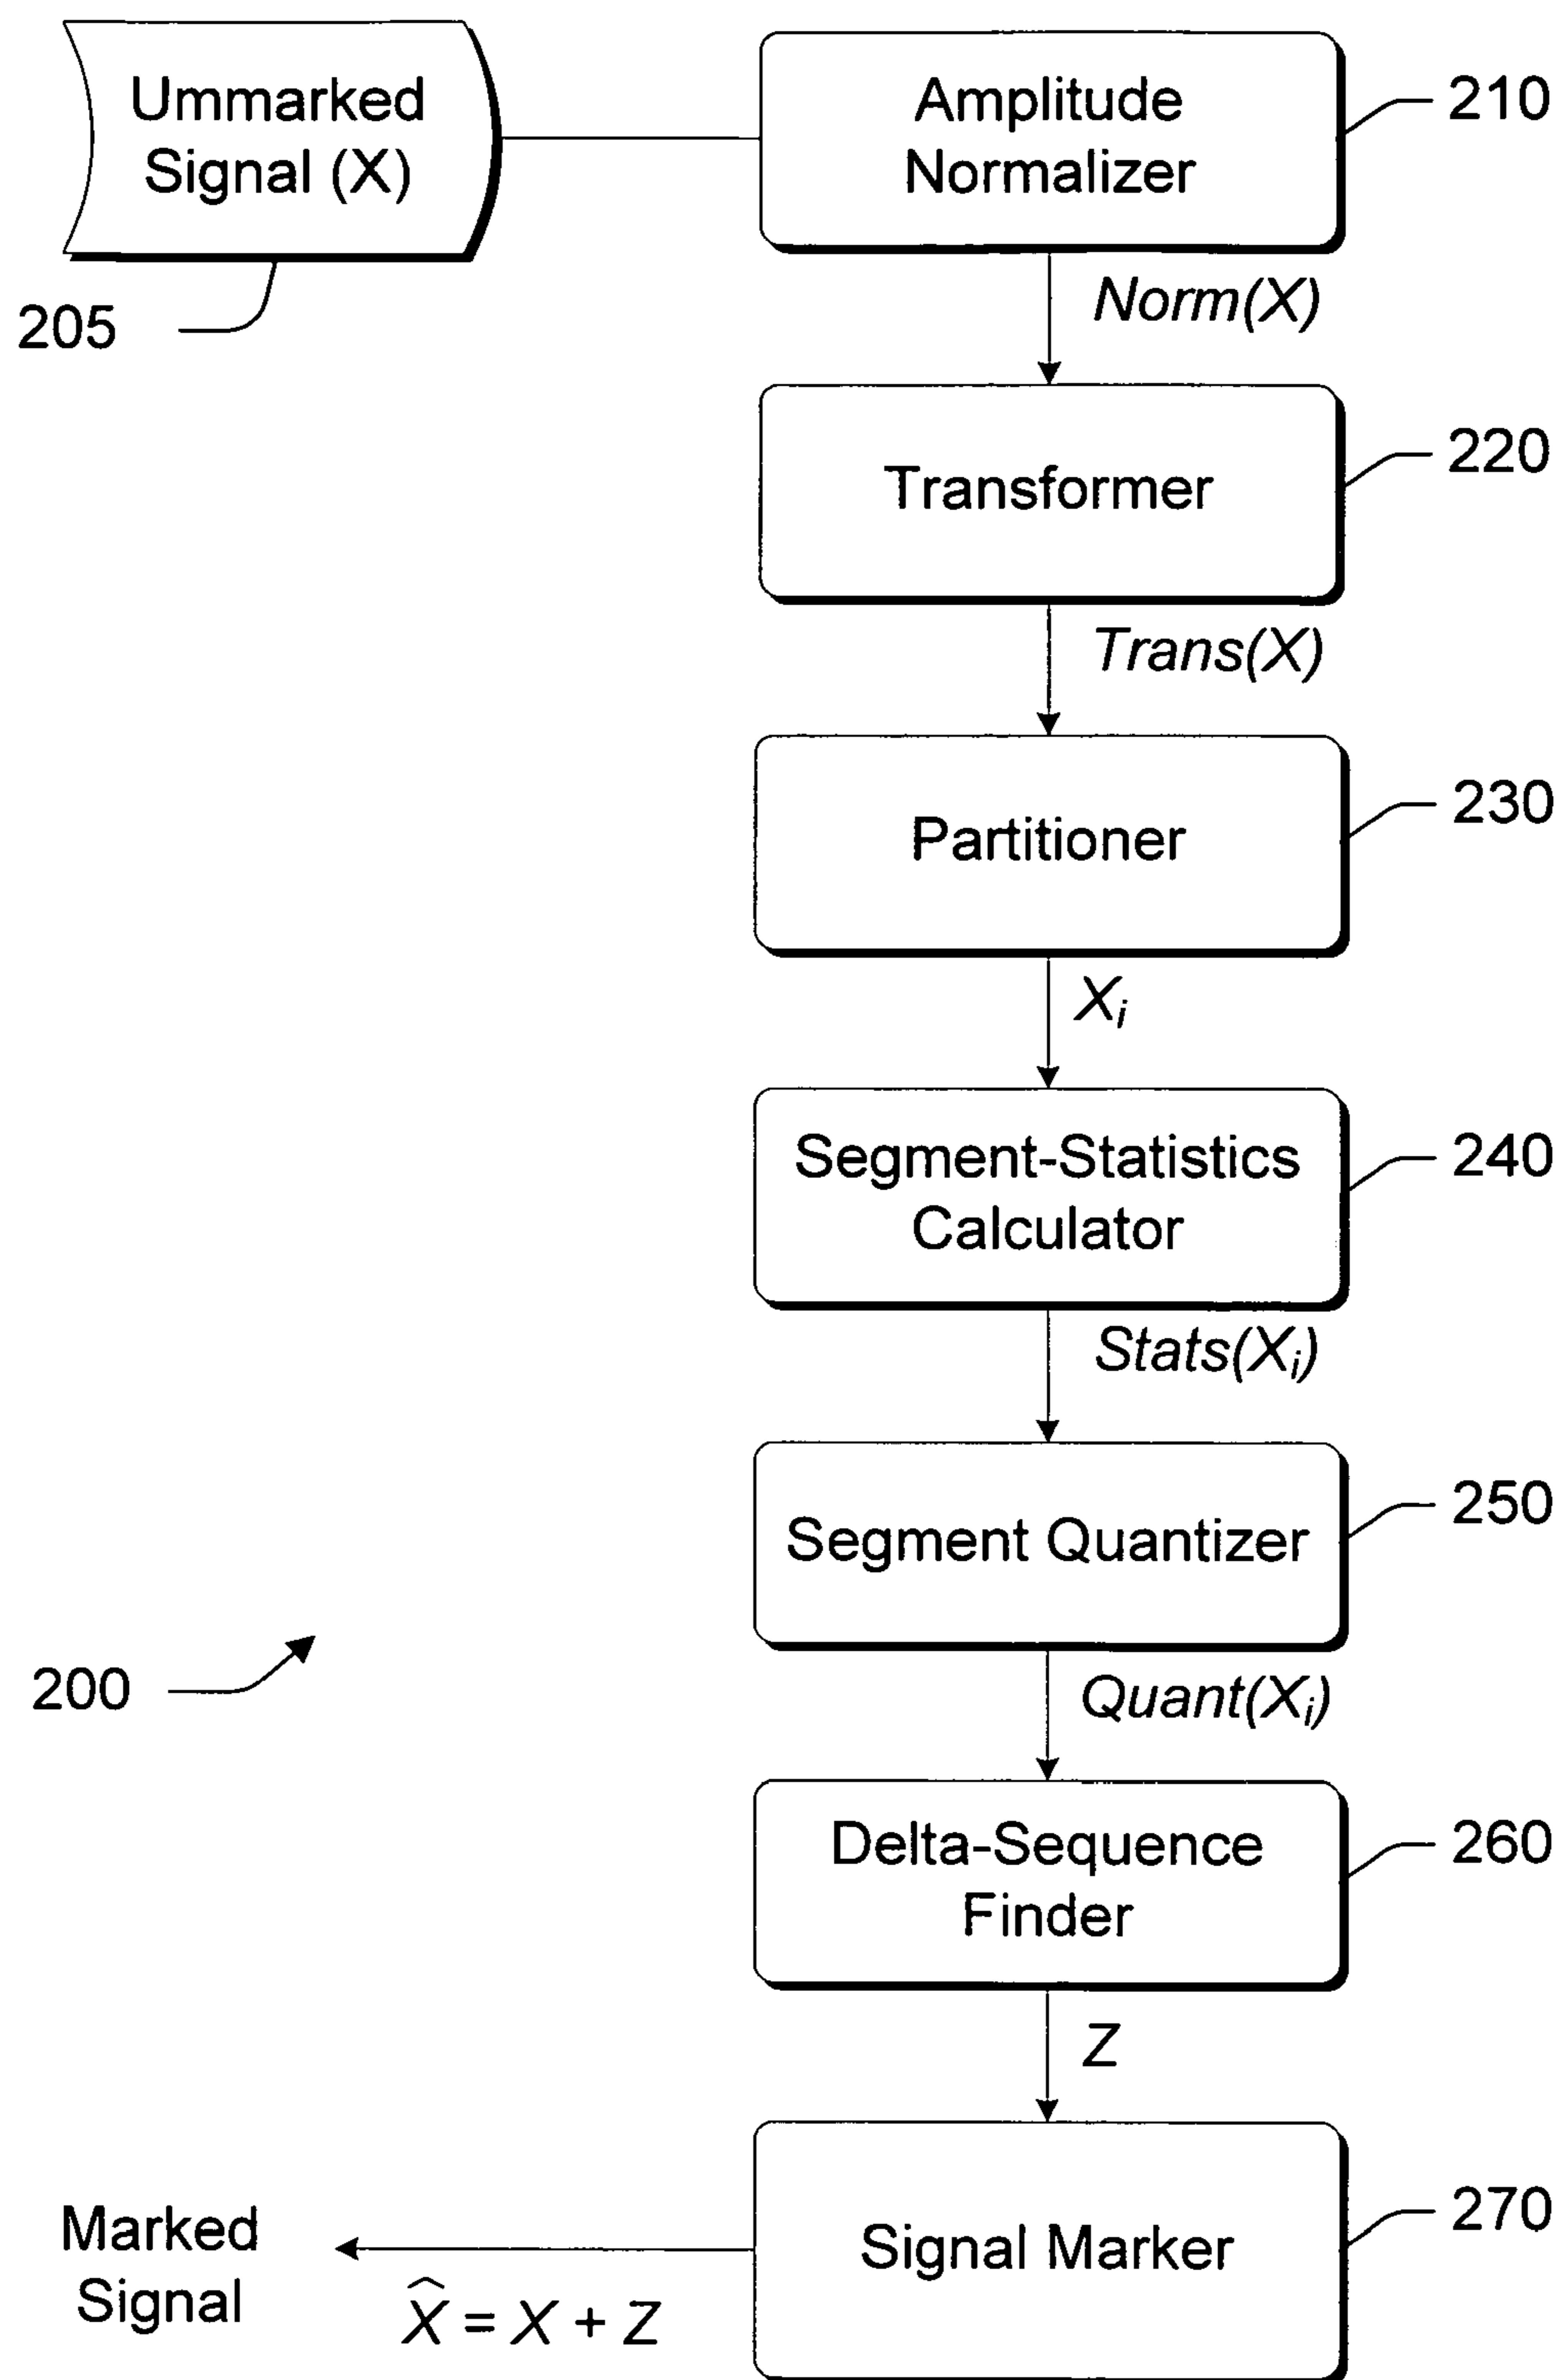 Ummarked
Signal (X)
205
Amplitude
Normalizer
210
Norm(X)
Transformer
220
Trans(X)
Partitioner
230
Xi
Segment-Statistics
Calculator
240
Stats(Xi)
Segment Quantizer
250
200
Quant(Xi)
Delta-Sequence
Finder
260
Z
Signal Marker
270
Marked
Signal
X̂ = X + Z